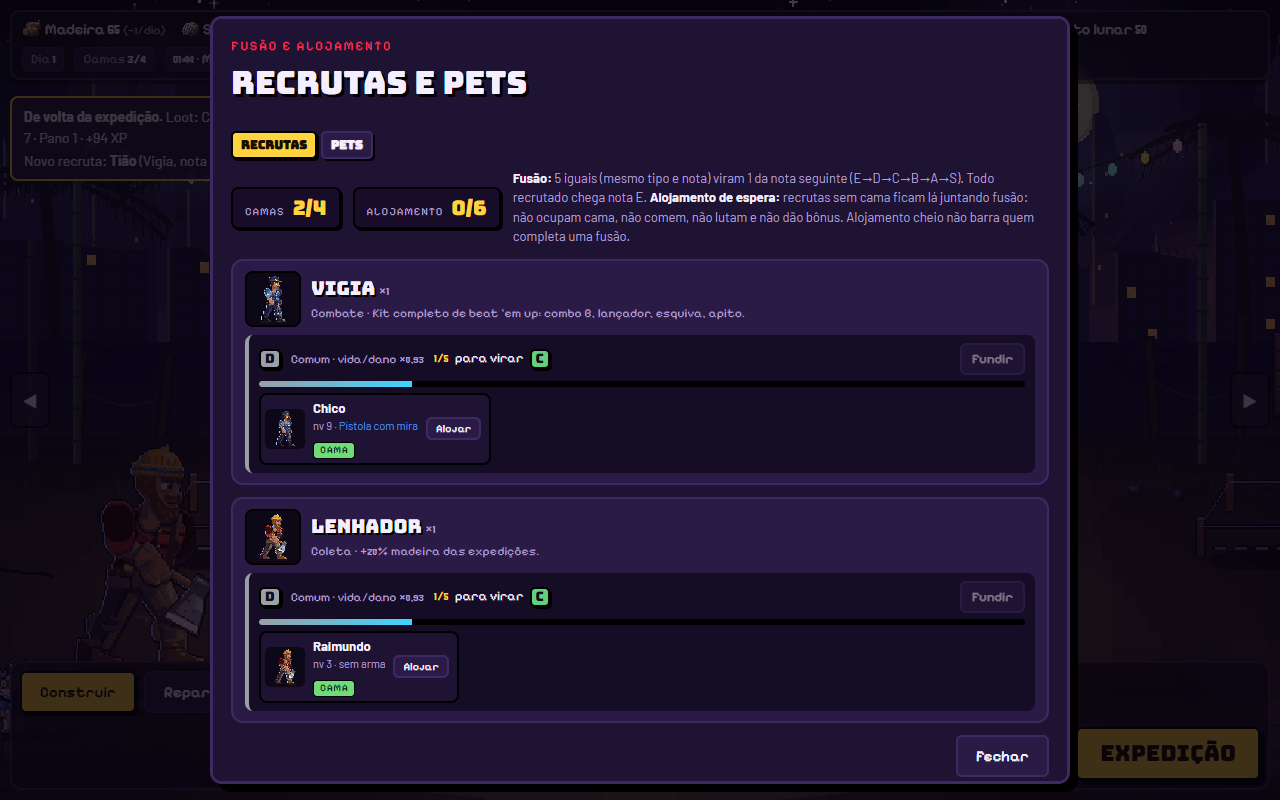 Madeira 65 (-1/dia) S
to lunar 50
Dia 1 Camas 3/4 01:44 · M
De volta da expedição. Loot: C
7 · Pano 1 · +94 XP
Novo recruta: Tião (Vigia, nota
FUSÃO E ALOJAMENTO
RECRUTAS E PETS
RECRUTAS PETS
CAMAS 2/4 ALOJAMENTO 0/6
Fusão: 5 iguais (mesmo tipo e nota) viram 1 da nota seguinte (E→D→C→B→A→S). Todo
recrutado chega nota E. Alojamento de espera: recrutas sem cama ficam lá juntando fusão:
não ocupam cama, não comem, não lutam e não dão bônus. Alojamento cheio não barra quem
completa uma fusão.
VIGIA ×1
Combate · Kit completo de beat 'em up: combo 8, lançador, esquiva, apito.
D Comum · vida/dano ×0,93 1/5 para virar C Fundir
Chico
nv 9 · Pistola com mira Alojar
CAMA
LENHADOR ×1
Coleta · +20% madeira das expedições.
D Comum · vida/dano ×0,93 1/5 para virar C Fundir
Raimundo
nv 3 · sem arma Alojar
CAMA
Construir Repar
Fechar
EXPEDIÇÃO